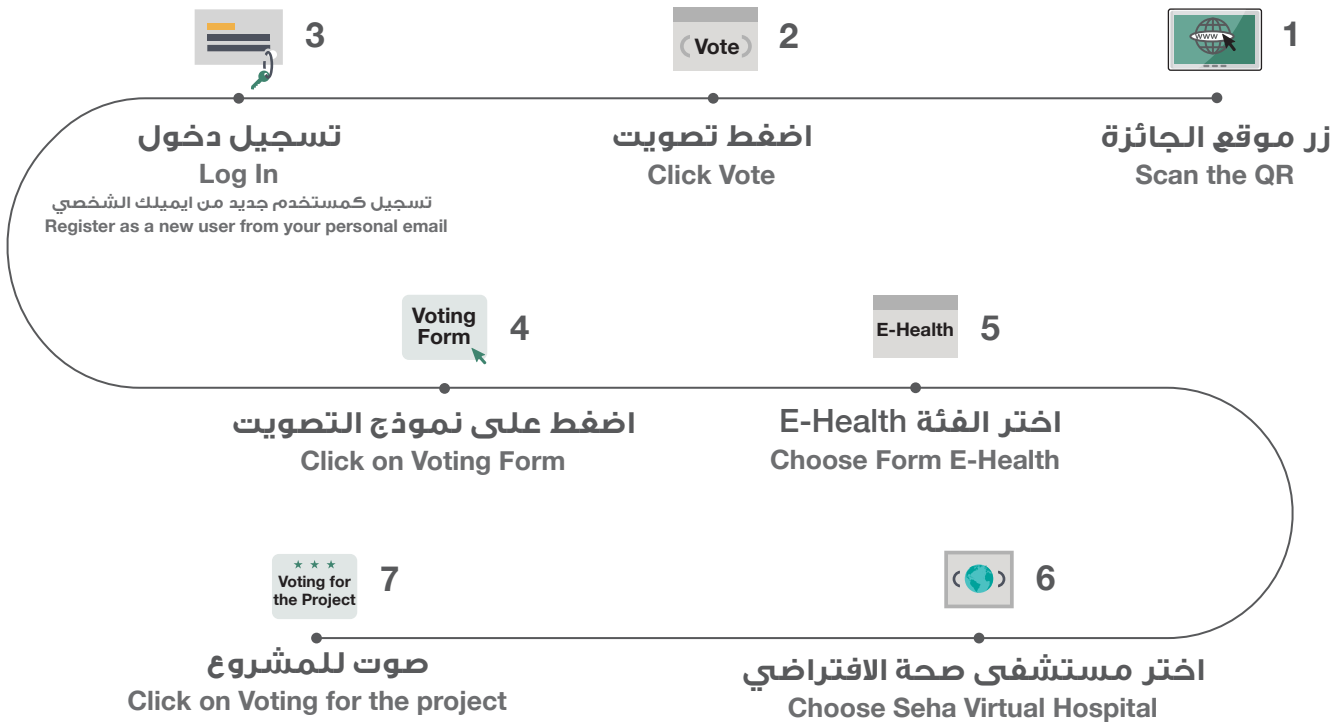 1
www
زر موقع الجائزة
Scan the QR
2
Vote
اضغط تصويت
Click Vote
3
تسجيل دخول
Log In
تسجيل كمستخدم جديد من ايميلك الشخصي
Register as a new user from your personal email
4
Voting
Form
اضغط على نموذج التصويت
Click on Voting Form
5
E-Health
اختر الفئة E-Health
Choose Form E-Health
6
اختر مستشفى صحة الافتراضي
Choose Seha Virtual Hospital
7
Voting for
the Project
صوت للمشروع
Click on Voting for the project